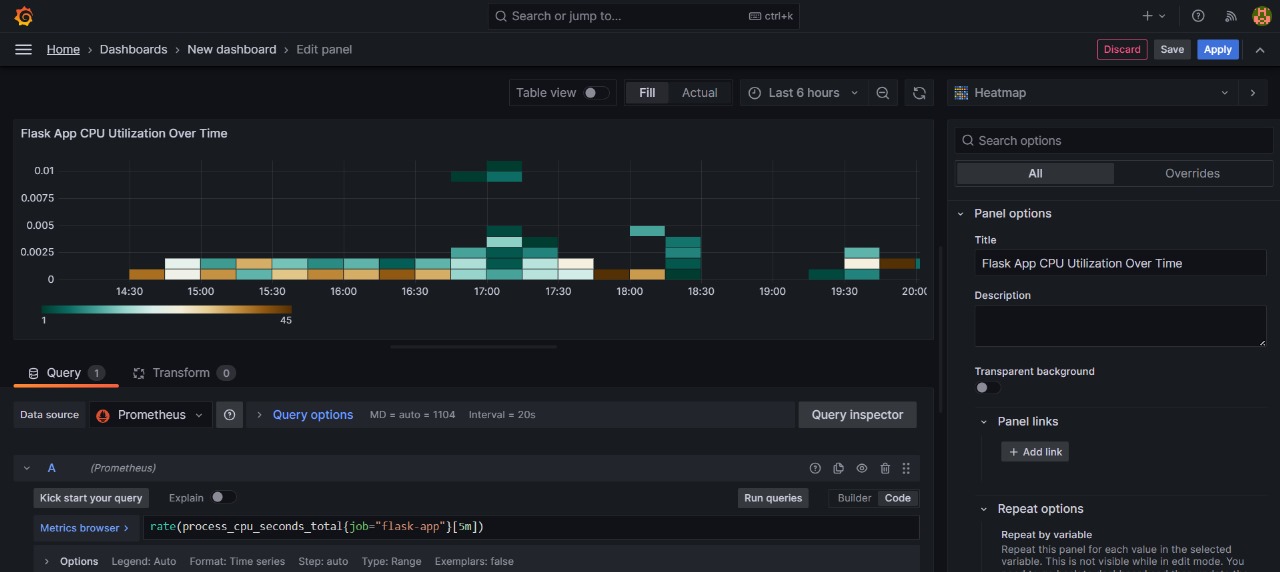 Search or jump to...
ctrl+k
Home › Dashboards › New dashboard › Edit panel
Discard
Save
Apply
Table view
Fill
Actual
Last 6 hours
Heatmap
Flask App CPU Utilization Over Time
0.01
0.0075
0.005
0.0025
0
14:30 15:00 15:30 16:00 16:30 17:00 17:30 18:00 18:30 19:00 19:30 20:00
1
45
Query 1
Transform 0
Data source
Prometheus
Query options
MD = auto = 1104
Interval = 20s
Query inspector
A
(Prometheus)
Kick start your query
Explain
Run queries
Builder
Code
Metrics browser ›
rate(process_cpu_seconds_total{job="flask-app"}[5m])
Options
Legend: Auto
Format: Time series
Step: auto
Type: Range
Exemplars: false
Search options
All
Overrides
Panel options
Title
Flask App CPU Utilization Over Time
Description
Transparent background
Panel links
+ Add link
Repeat options
Repeat by variable
Repeat this panel for each value in the selected
variable. This is not visible while in edit mode. You